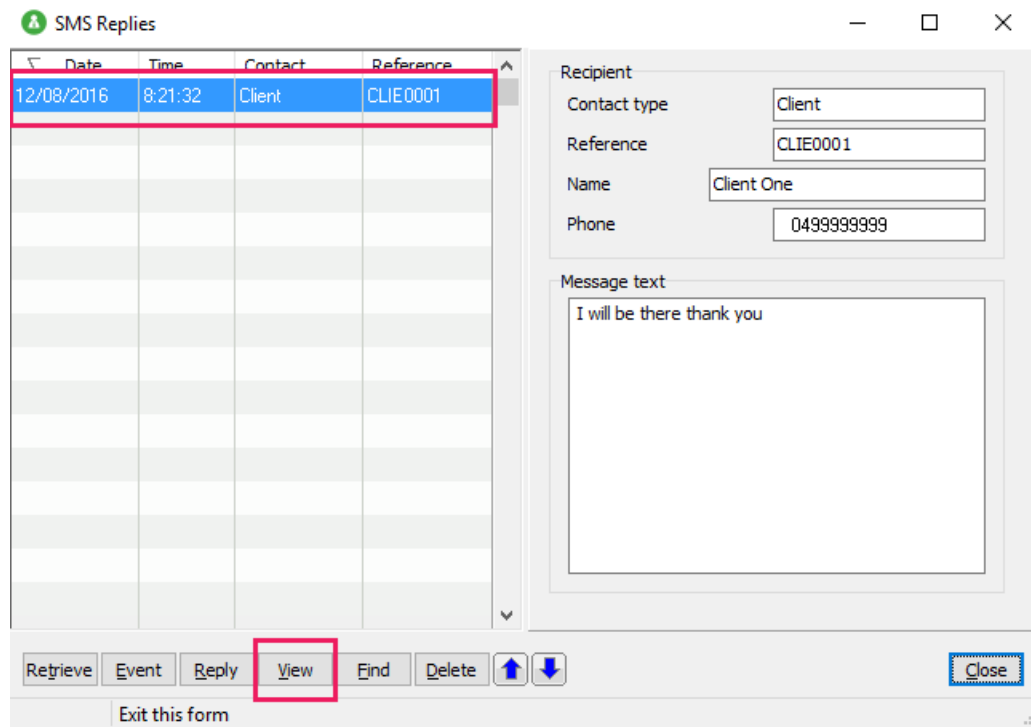 SMS Replies
Date Time Contact Reference
12/08/2016 8:21:32 Client CLIE0001
Recipient
Contact type Client
Reference CLIE0001
Name Client One
Phone 0499999999
Message text
I will be there thank you
Retrieve Event Reply View Find Delete Close
Exit this form